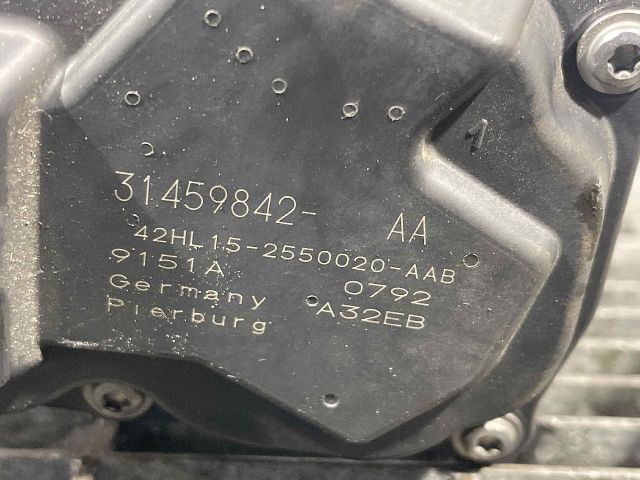 31459842- AA
42HL15-2550020-AAB
9151A 0792
Germany A32EB
Pierburg